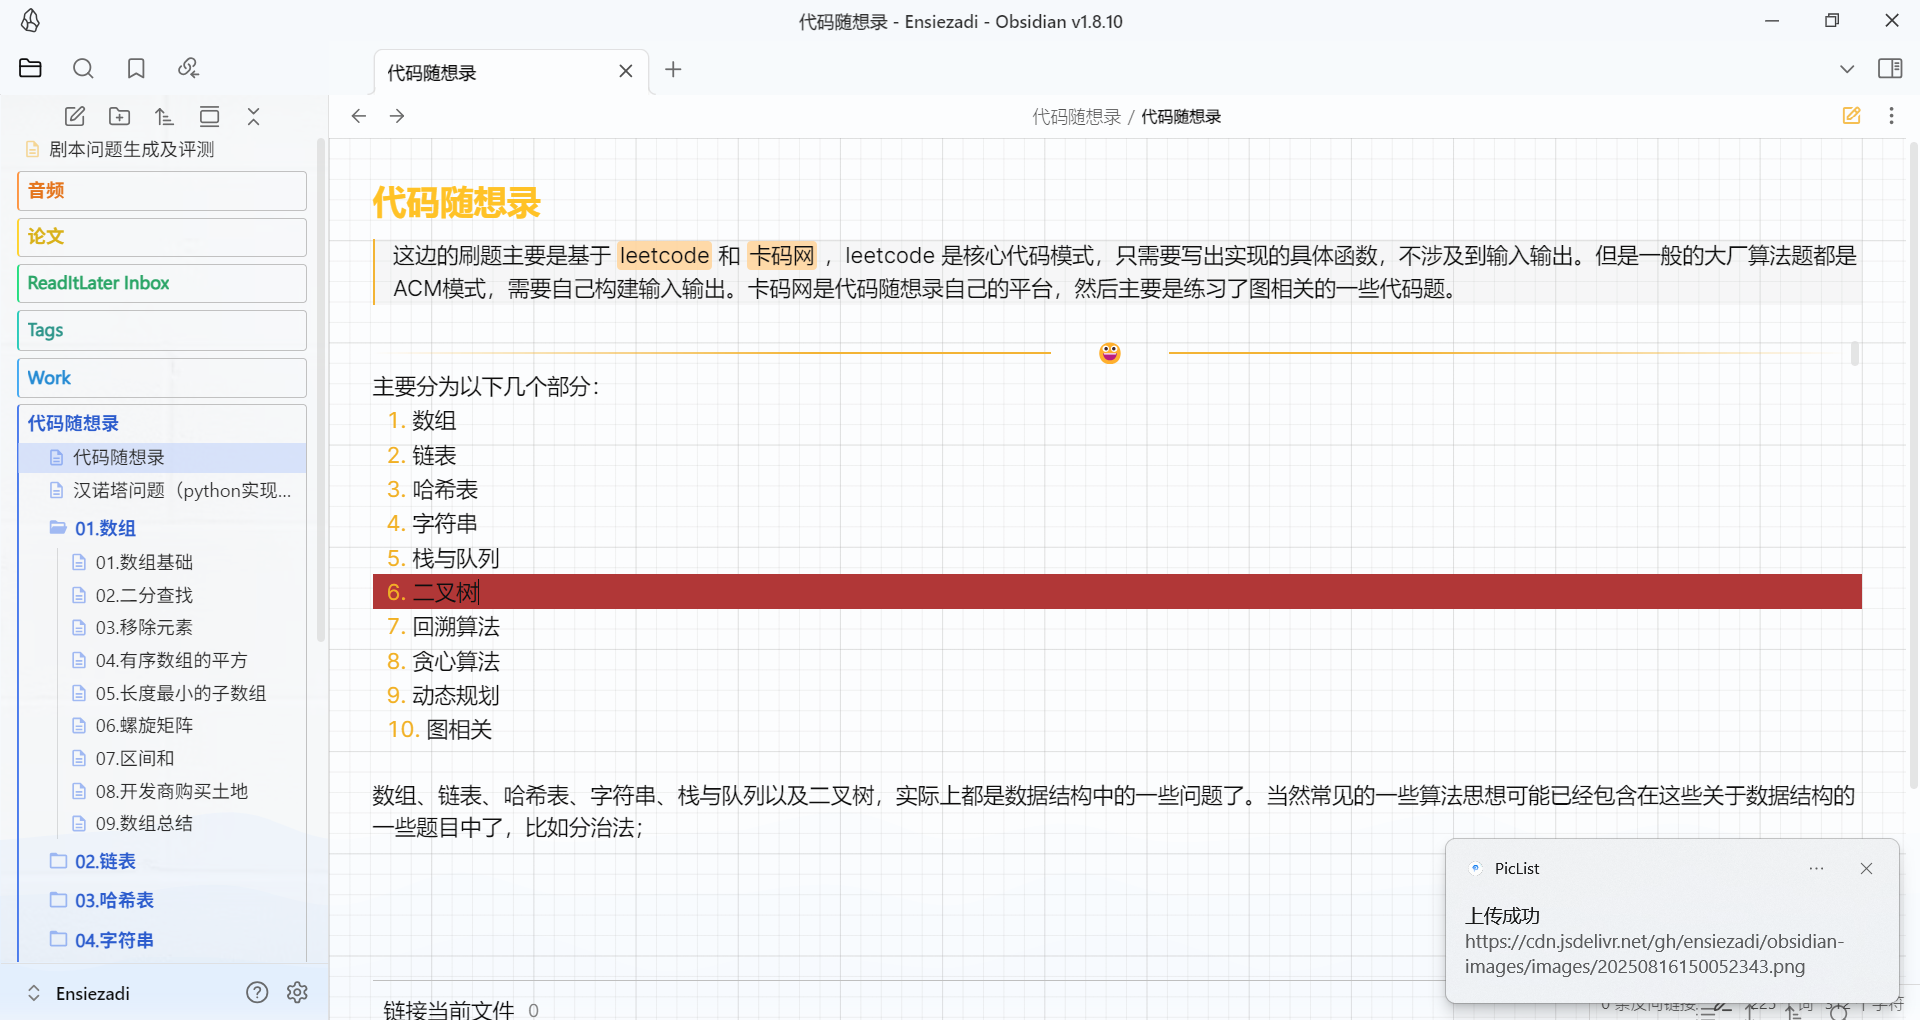 代码随想录 - Ensiezadi - Obsidian v1.8.10
代码随想录
代码随想录 / 代码随想录
剧本问题生成及评测
音频
论文
ReadItLater Inbox
Tags
Work
代码随想录
代码随想录
汉诺塔问题（python实现...
01.数组
01.数组基础
02.二分查找
03.移除元素
04.有序数组的平方
05.长度最小的子数组
06.螺旋矩阵
07.区间和
08.开发商购买土地
09.数组总结
02.链表
03.哈希表
04.字符串
Ensiezadi
代码随想录
这边的刷题主要是基于 leetcode 和 卡码网 ，leetcode 是核心代码模式，只需要写出实现的具体函数，不涉及到输入输出。但是一般的大厂算法题都是
ACM模式，需要自己构建输入输出。卡码网是代码随想录自己的平台，然后主要是练习了图相关的一些代码题。
主要分为以下几个部分：
1. 数组
2. 链表
3. 哈希表
4. 字符串
5. 栈与队列
6. 二叉树
7. 回溯算法
8. 贪心算法
9. 动态规划
10. 图相关
数组、链表、哈希表、字符串、栈与队列以及二叉树，实际上都是数据结构中的一些问题了。当然常见的一些算法思想可能已经包含在这些关于数据结构的
一些题目中了，比如分治法；
链接当前文件 0
PicList
上传成功
https://cdn.jsdelivr.net/gh/ensiezadi/obsidian-
images/images/20250816150052343.png